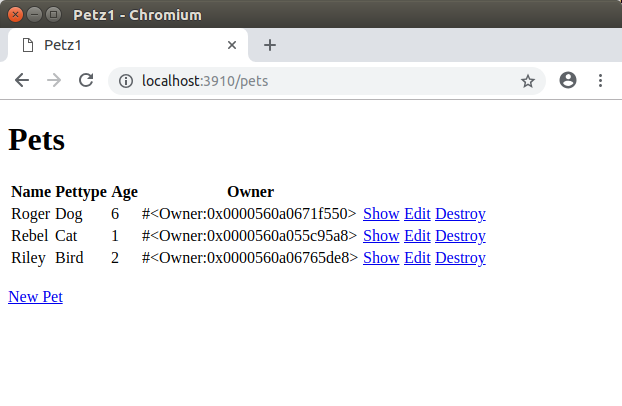 Petz1 - Chromium
Petz1
localhost:3910/pets
Pets
Name Pettype Age Owner
Roger Dog 6 #<Owner:0x0000560a0671f550> Show Edit Destroy
Rebel Cat 1 #<Owner:0x0000560a055c95a8> Show Edit Destroy
Riley Bird 2 #<Owner:0x0000560a06765de8> Show Edit Destroy
New Pet